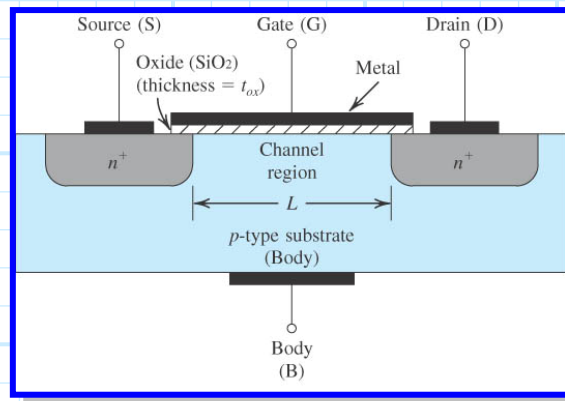 Source (S)
Gate (G)
Drain (D)
Oxide (SiO2)
(thickness = tox)
Metal
n+
Channel
region
n+
L
p-type substrate
(Body)
Body
(B)